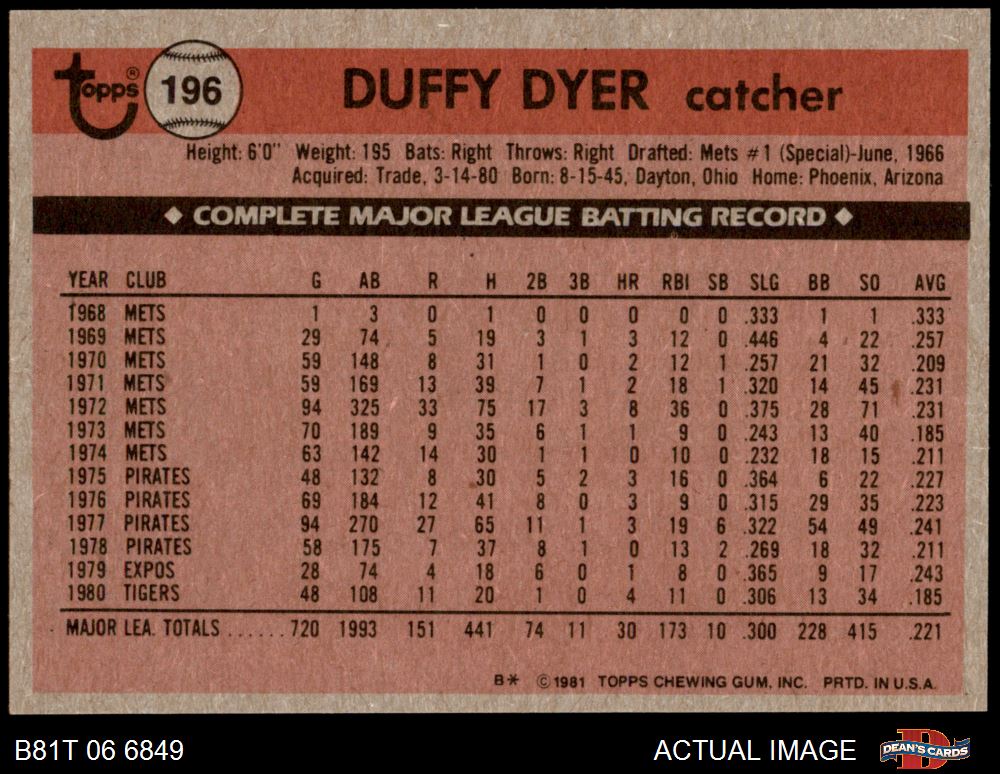 Topps® 196 DUFFY DYER catcher
Height: 6'0" Weight: 195 Bats: Right Throws: Right Drafted: Mets #1 (Special)-June, 1966
Acquired: Trade, 3-14-80 Born: 8-15-45, Dayton, Ohio Home: Phoenix, Arizona
◆ COMPLETE MAJOR LEAGUE BATTING RECORD ◆
YEAR CLUB G AB R H 2B 3B HR RBI SB SLG BB SO AVG
1968 METS 1 3 0 1 0 0 0 0 0 .333 1 1 .333
1969 METS 29 74 5 19 3 1 3 12 0 .446 4 22 .257
1970 METS 59 148 8 31 1 0 2 12 1 .257 21 32 .209
1971 METS 59 169 13 39 7 1 2 18 1 .320 14 45 .231
1972 METS 94 325 33 75 17 3 8 36 0 .375 28 71 .231
1973 METS 70 189 9 35 6 1 1 9 0 .243 13 40 .185
1974 METS 63 142 14 30 1 1 0 10 0 .232 18 15 .211
1975 PIRATES 48 132 8 30 5 2 3 16 0 .364 6 22 .227
1976 PIRATES 69 184 12 41 8 0 3 9 0 .315 29 35 .223
1977 PIRATES 94 270 27 65 11 1 3 19 6 .322 54 49 .241
1978 PIRATES 58 175 7 37 8 1 0 13 2 .269 18 32 .211
1979 EXPOS 28 74 4 18 6 0 1 8 0 .365 9 17 .243
1980 TIGERS 48 108 11 20 1 0 4 11 0 .306 13 34 .185
MAJOR LEA. TOTALS ...... 720 1993 151 441 74 11 30 173 10 .300 228 415 .221
B* ©1981 TOPPS CHEWING GUM, INC. PRTD. IN U.S.A.
B81T 06 6849 ACTUAL IMAGE DEAN'S CARDS